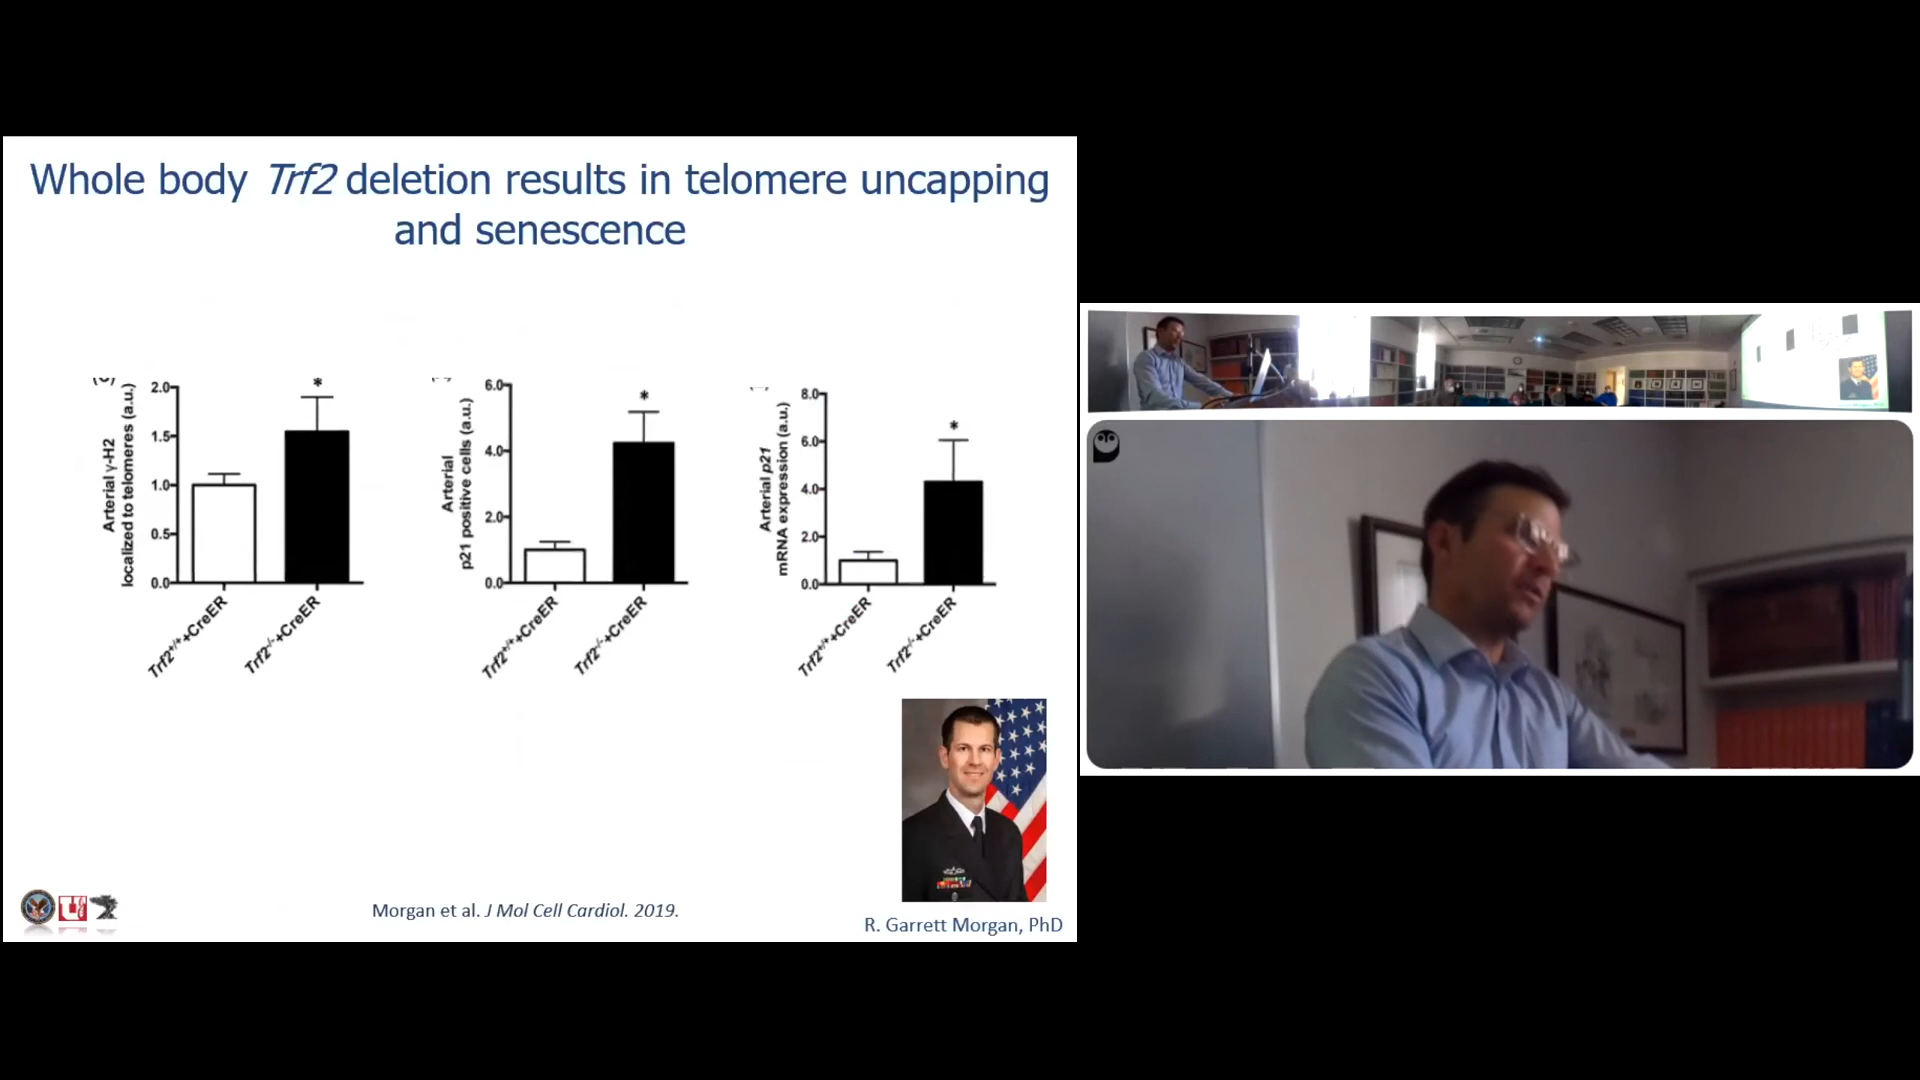 Whole body Trf2 deletion results in telomere uncapping
and senescence
Arterial γ-H2
localized to telomeres (a.u.)
2.0
1.5
1.0
0.5
0.0
*
Trf2+/++CreER
Trf2-/-+CreER
Arterial
p21 positive cells (a.u.)
6.0
4.0
2.0
0.0
*
Trf2+/++CreER
Trf2-/-+CreER
Arterial p21
mRNA expression (a.u.)
8.0
6.0
4.0
2.0
0.0
*
Trf2+/++CreER
Trf2-/-+CreER
Morgan et al. J Mol Cell Cardiol. 2019.
R. Garrett Morgan, PhD
U